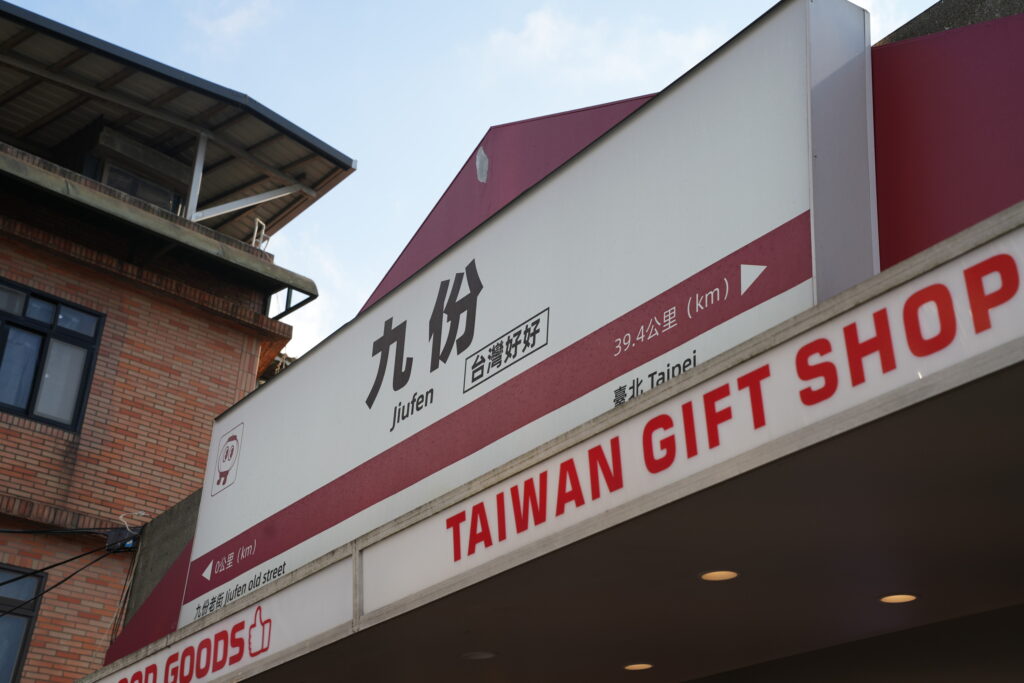 九份
Jiufen
台灣好好
39.4公里（km）
臺北 Taipei
0公里（km）
九份老街 Jiufen old street
TAIWAN GIFT SHOP
GOODS